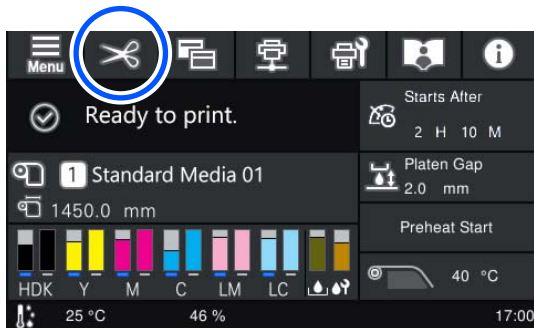 Menu
Ready to print.
Starts After
2 H 10 M
1 Standard Media 01
Platen Gap
2.0 mm
1450.0 mm
Preheat Start
40 °C
HDK Y M C LM LC
25 °C 46 % 17:00